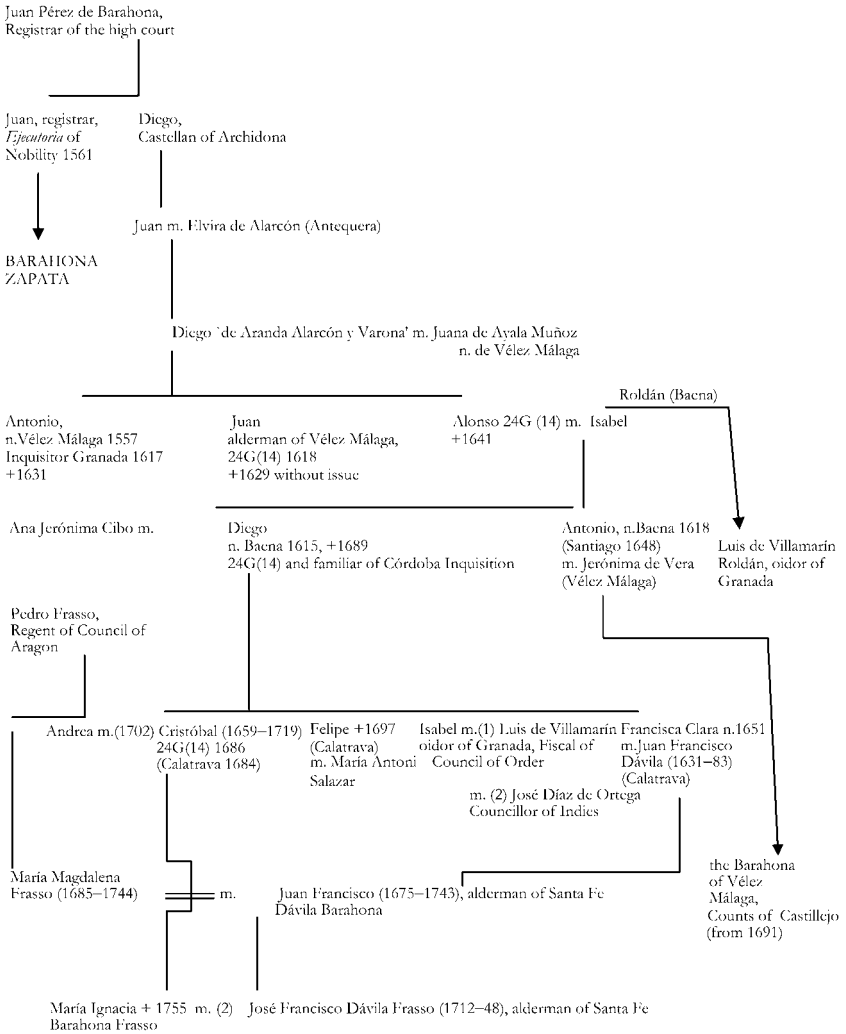 Juan Pérez de Barahona,
Registrar of the high court
Juan, registrar,
Ejecutoria of
Nobility 1561
Diego,
Castellan of Archidona
Juan m. Elvira de Alarcón (Antequera)
BARAHONA
ZAPATA
Diego `de Aranda Alarcón y Varona' m. Juana de Ayala Muñoz
n. de Vélez Málaga
Roldán (Baena)
Antonio,
n.Vélez Málaga 1557
Inquisitor Granada 1617
+1631
Juan
alderman of Vélez Málaga,
24G(14) 1618
+1629 without issue
Alonso 24G (14) m. Isabel
+1641
Ana Jerónima Cibo m.
Diego
n. Baena 1615, +1689
24G(14) and familiar of Córdoba Inquisition
Antonio, n.Baena 1618
(Santiago 1648)
m. Jerónima de Vera
(Vélez Málaga)
Luis de Villamarín
Roldán, oidor of
Granada
Pedro Frasso,
Regent of Council of
Aragon
Andrea m.(1702) Cristóbal (1659–1719)
24G(14) 1686
(Calatrava 1684)
Felipe +1697
(Calatrava)
m. María Antoni
Salazar
Isabel m.(1) Luis de Villamarín
oidor of Granada, Fiscal of
Council of Order
m. (2) José Díaz de Ortega
Councillor of Indies
Francisca Clara n.1651
m.Juan Francisco
Dávila (1631–83)
(Calatrava)
María Magdalena
Frasso (1685–1744)
m.
Juan Francisco (1675–1743), alderman of Santa Fe
Dávila Barahona
the Barahona
of Vélez
Málaga,
Counts of Castillejo
(from 1691)
María Ignacia + 1755 m. (2)
Barahona Frasso
José Francisco Dávila Frasso (1712–48), alderman of Santa Fe